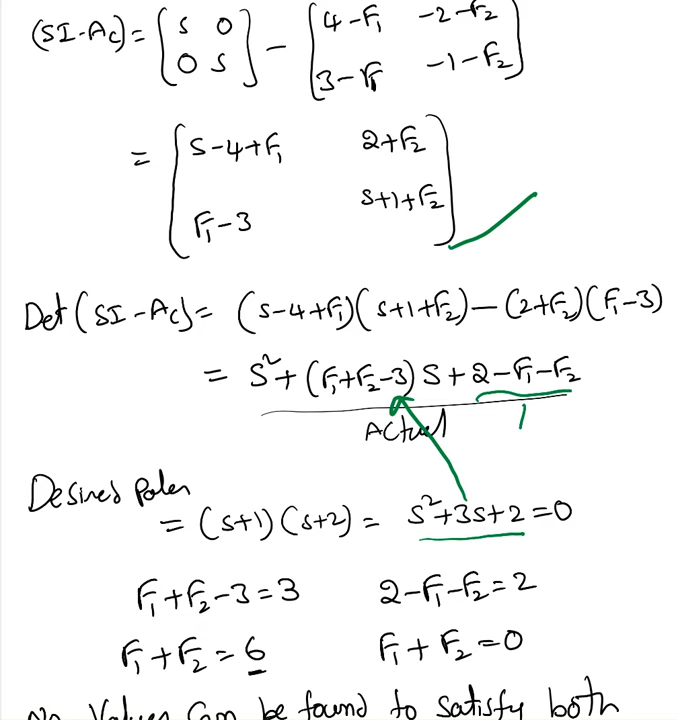 (SI-Ac) = [s 0 0 s] - [4-F₁ -2-F₂ 3-F₁ -1-F₂]
= [s-4+F₁ 2+F₂ F₁-3 s+1+F₂]
Det(SI-Ac) = (s-4+F₁)(s+1+F₂)-(2+F₂)(F₁-3)
= s²+(F₁+F₂-3)s+2-F₁-F₂
Actual 1
Desired poles
= (s+1)(s+2) = s²+3s+2=0
F₁+F₂-3=3 2-F₁-F₂=2
F₁+F₂=6 F₁+F₂=0
No Values Can be found to satisfy both